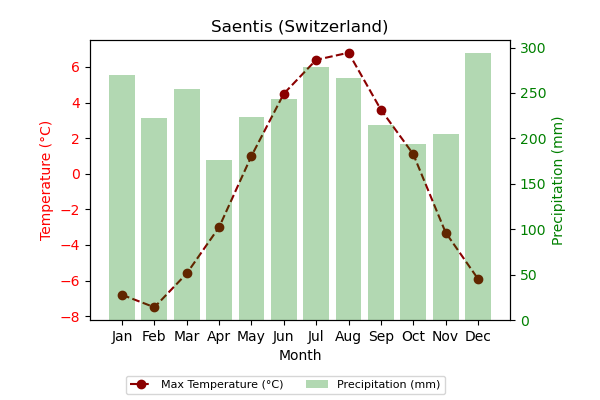 Saentis (Switzerland)
Temperature (°C)
6
4
2
0
−2
−4
−6
−8
300
250
200
150
100
50
0
Precipitation (mm)
Jan Feb Mar Apr May Jun Jul Aug Sep Oct Nov Dec
Month
Max Temperature (°C) Precipitation (mm)